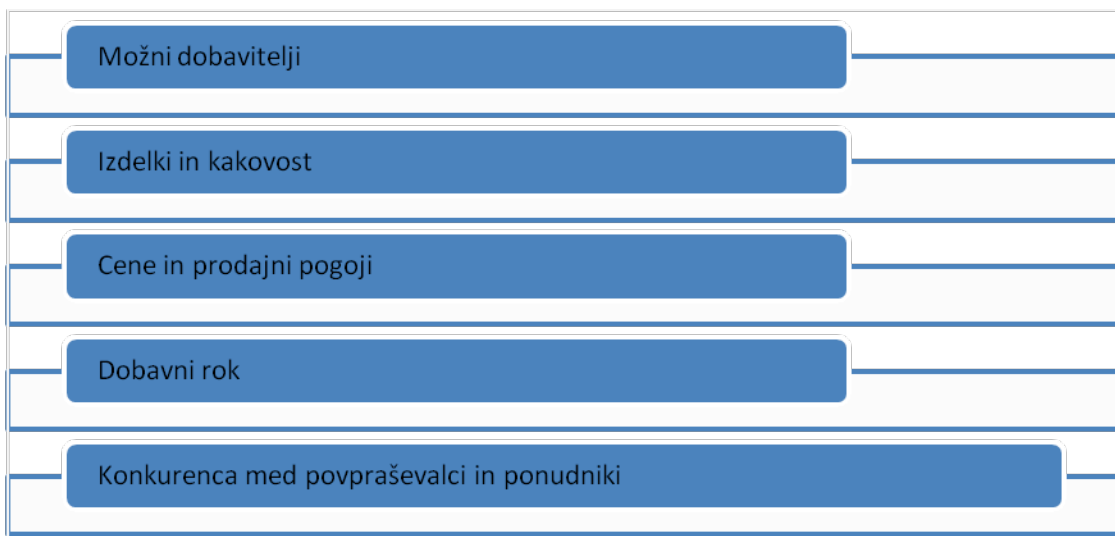 Možni dobavitelji
Izdelki in kakovost
Cene in prodajni pogoji
Dobavni rok
Konkurenca med povpraševalci in ponudniki